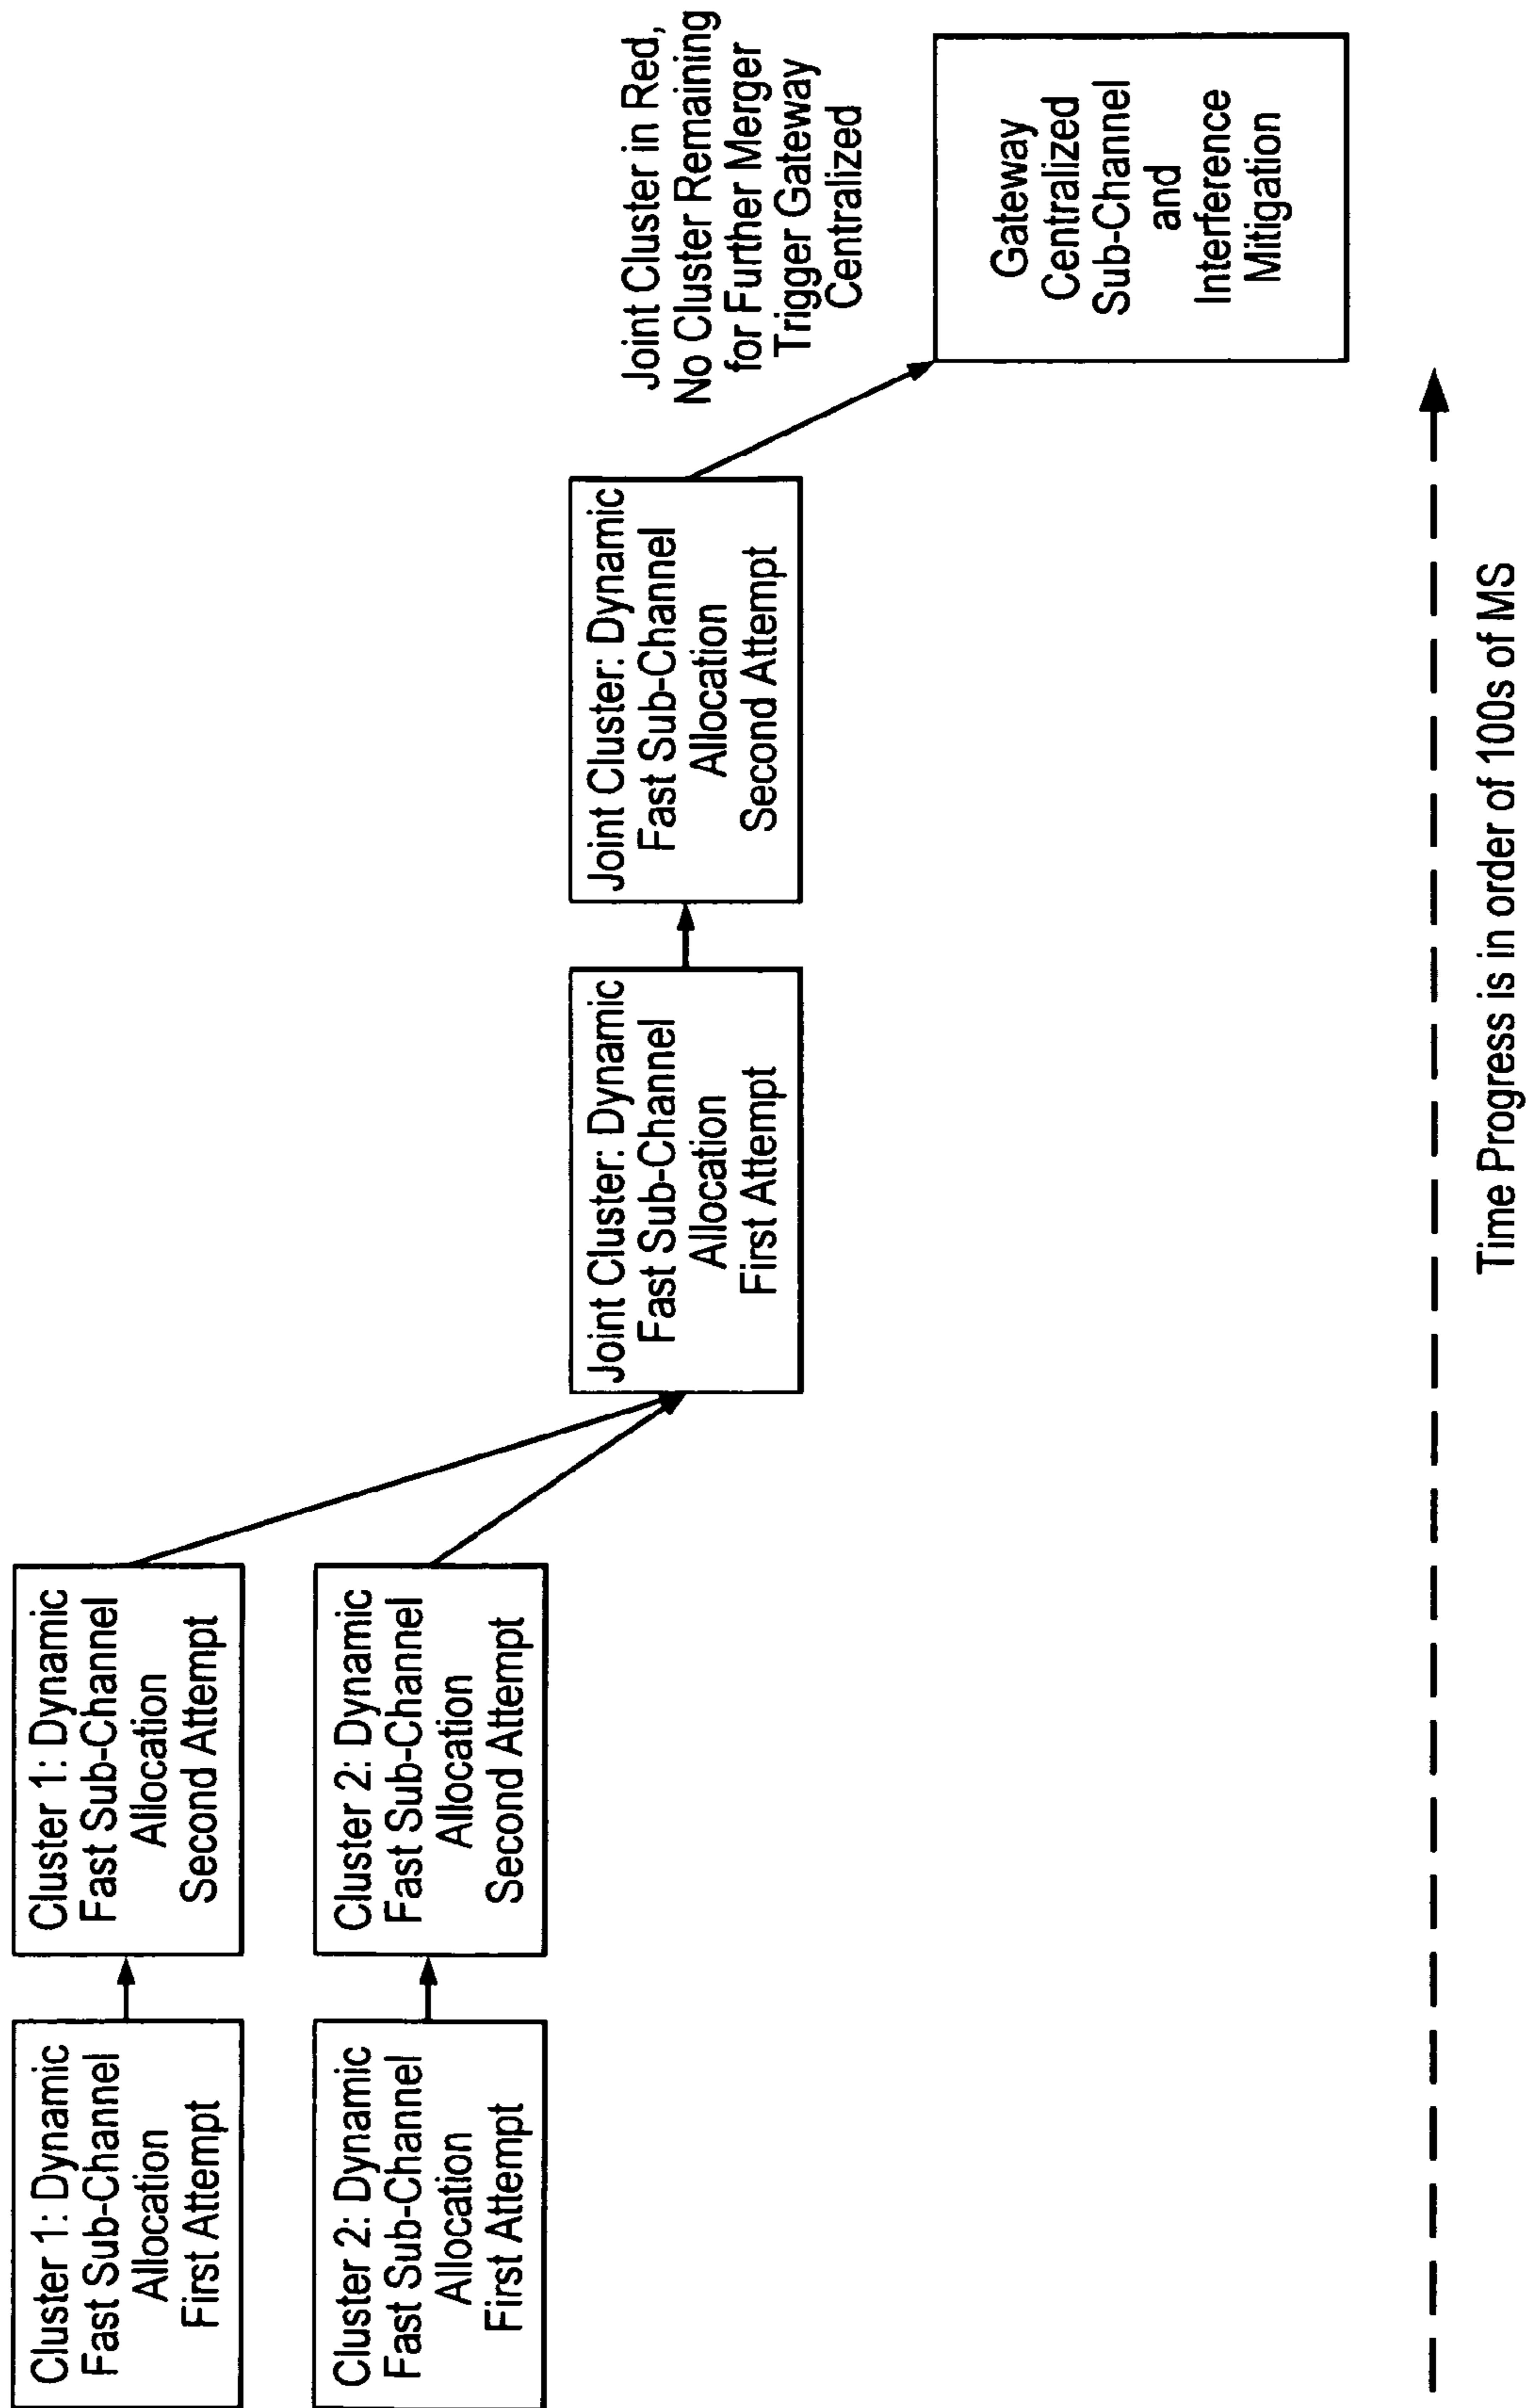 Cluster 1: Dynamic
Fast Sub-Channel
Allocation
First Attempt
Cluster 1: Dynamic
Fast Sub-Channel
Allocation
Second Attempt
Cluster 2: Dynamic
Fast Sub-Channel
Allocation
First Attempt
Cluster 2: Dynamic
Fast Sub-Channel
Allocation
Second Attempt
Joint Cluster: Dynamic
Fast Sub-Channel
Allocation
First Attempt
Joint Cluster: Dynamic
Fast Sub-Channel
Allocation
Second Attempt
Joint Cluster in Red,
No Cluster Remaining
for Further Merger
Trigger Gateway
Centralized
Gateway
Centralized
Sub-Channel
and
Interference
Mitigation
Time Progress is in order of 100s of MS